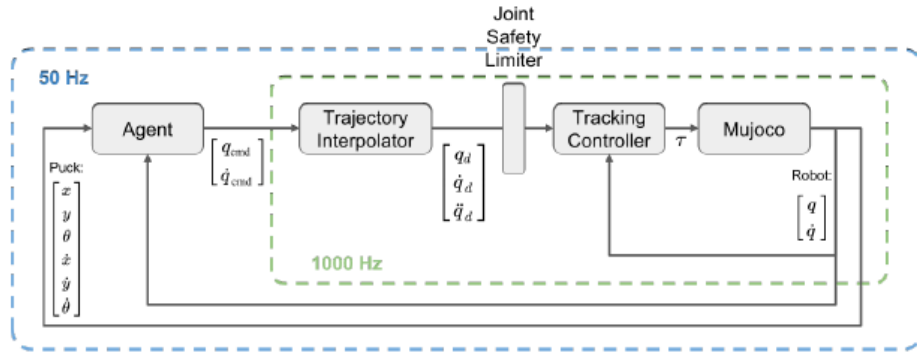 Joint
Safety
Limiter
50 Hz
Agent
Trajectory
Interpolator
Tracking
Controller
Mujoco
τ
q_cmd
q̇_cmd
q_d
q̇_d
q̈_d
Puck:
x
y
θ
ẋ
ẏ
θ̇
Robot:
q
q̇
1000 Hz